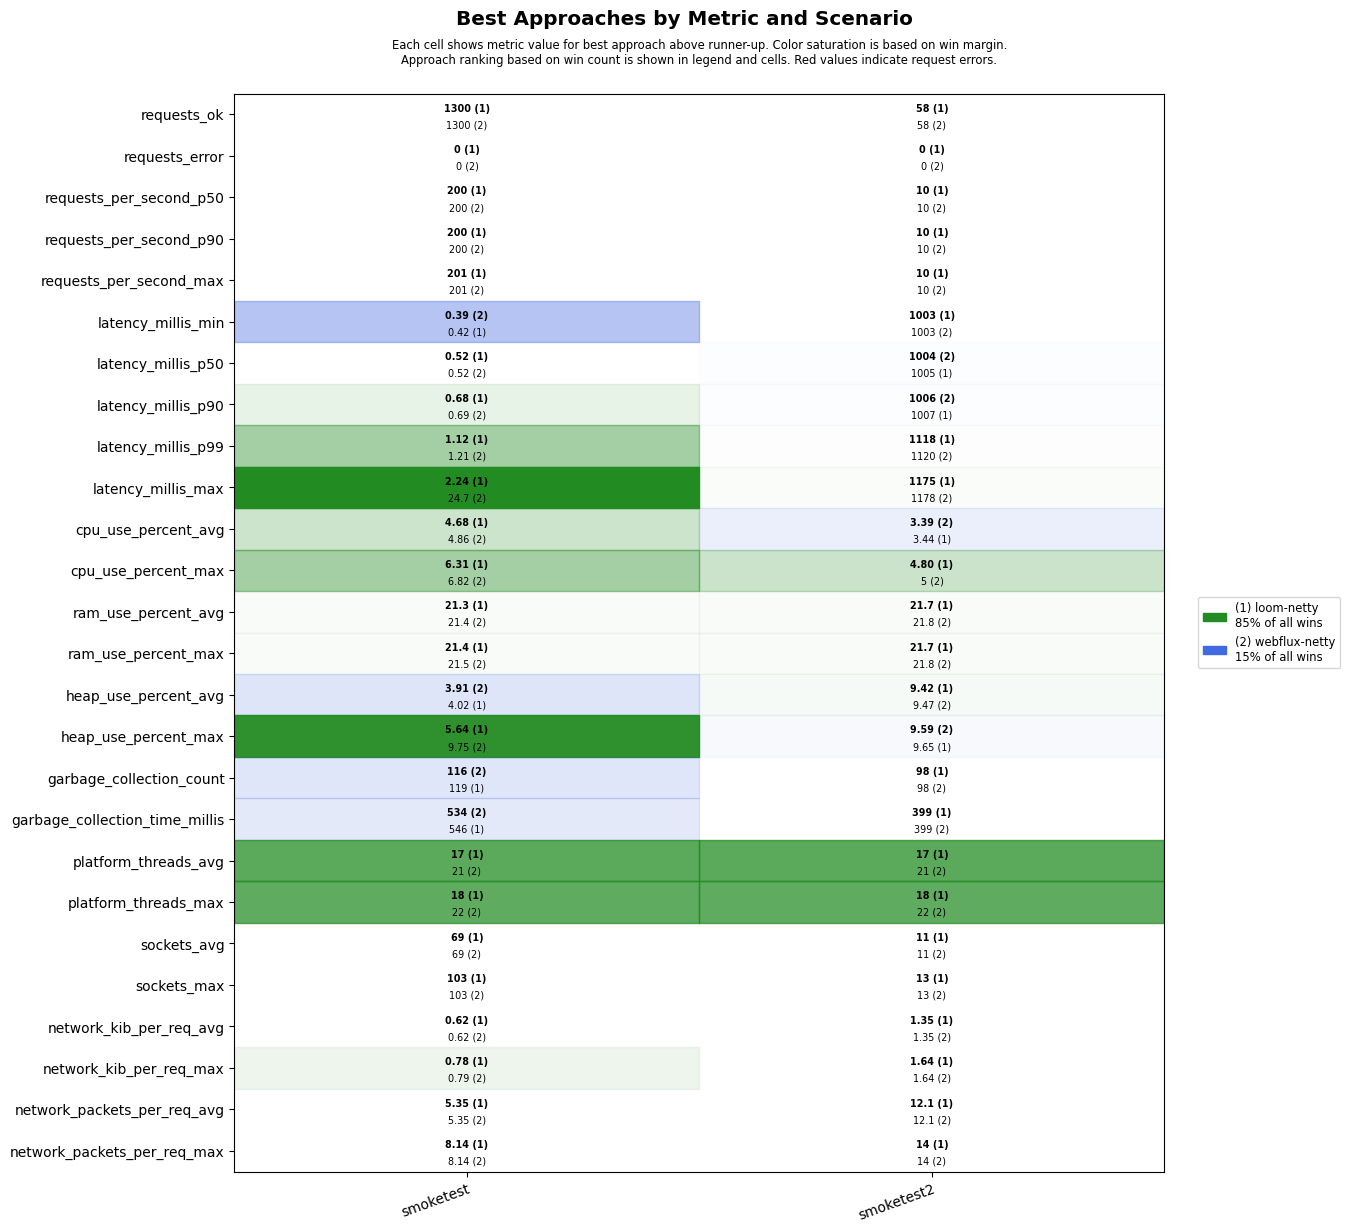 Best Approaches by Metric and Scenario
Each cell shows metric value for best approach above runner-up. Color saturation is based on win margin.
Approach ranking based on win count is shown in legend and cells. Red values indicate request errors.
requests_ok
1300 (1)
1300 (2)
58 (1)
58 (2)
requests_error
0 (1)
0 (2)
0 (1)
0 (2)
requests_per_second_p50
200 (1)
200 (2)
10 (1)
10 (2)
requests_per_second_p90
200 (1)
200 (2)
10 (1)
10 (2)
requests_per_second_max
201 (1)
201 (2)
10 (1)
10 (2)
latency_millis_min
0.39 (2)
0.42 (1)
1003 (1)
1003 (2)
latency_millis_p50
0.52 (1)
0.52 (2)
1004 (2)
1005 (1)
latency_millis_p90
0.68 (1)
0.69 (2)
1006 (2)
1007 (1)
latency_millis_p99
1.12 (1)
1.21 (2)
1118 (1)
1120 (2)
latency_millis_max
2.24 (1)
24.7 (2)
1175 (1)
1178 (2)
cpu_use_percent_avg
4.68 (1)
4.86 (2)
3.39 (2)
3.44 (1)
cpu_use_percent_max
6.31 (1)
6.82 (2)
4.80 (1)
5 (2)
ram_use_percent_avg
21.3 (1)
21.4 (2)
21.7 (1)
21.8 (2)
ram_use_percent_max
21.4 (1)
21.5 (2)
21.7 (1)
21.8 (2)
heap_use_percent_avg
3.91 (2)
4.02 (1)
9.42 (1)
9.47 (2)
heap_use_percent_max
5.64 (1)
9.75 (2)
9.59 (2)
9.65 (1)
garbage_collection_count
116 (2)
119 (1)
98 (1)
98 (2)
garbage_collection_time_millis
534 (2)
546 (1)
399 (1)
399 (2)
platform_threads_avg
17 (1)
21 (2)
17 (1)
21 (2)
platform_threads_max
18 (1)
22 (2)
18 (1)
22 (2)
sockets_avg
69 (1)
69 (2)
11 (1)
11 (2)
sockets_max
103 (1)
103 (2)
13 (1)
13 (2)
network_kib_per_req_avg
0.62 (1)
0.62 (2)
1.35 (1)
1.35 (2)
network_kib_per_req_max
0.78 (1)
0.79 (2)
1.64 (1)
1.64 (2)
network_packets_per_req_avg
5.35 (1)
5.35 (2)
12.1 (1)
12.1 (2)
network_packets_per_req_max
8.14 (1)
8.14 (2)
14 (1)
14 (2)
smoketest
smoketest2
(1) loom-netty
85% of all wins
(2) webflux-netty
15% of all wins